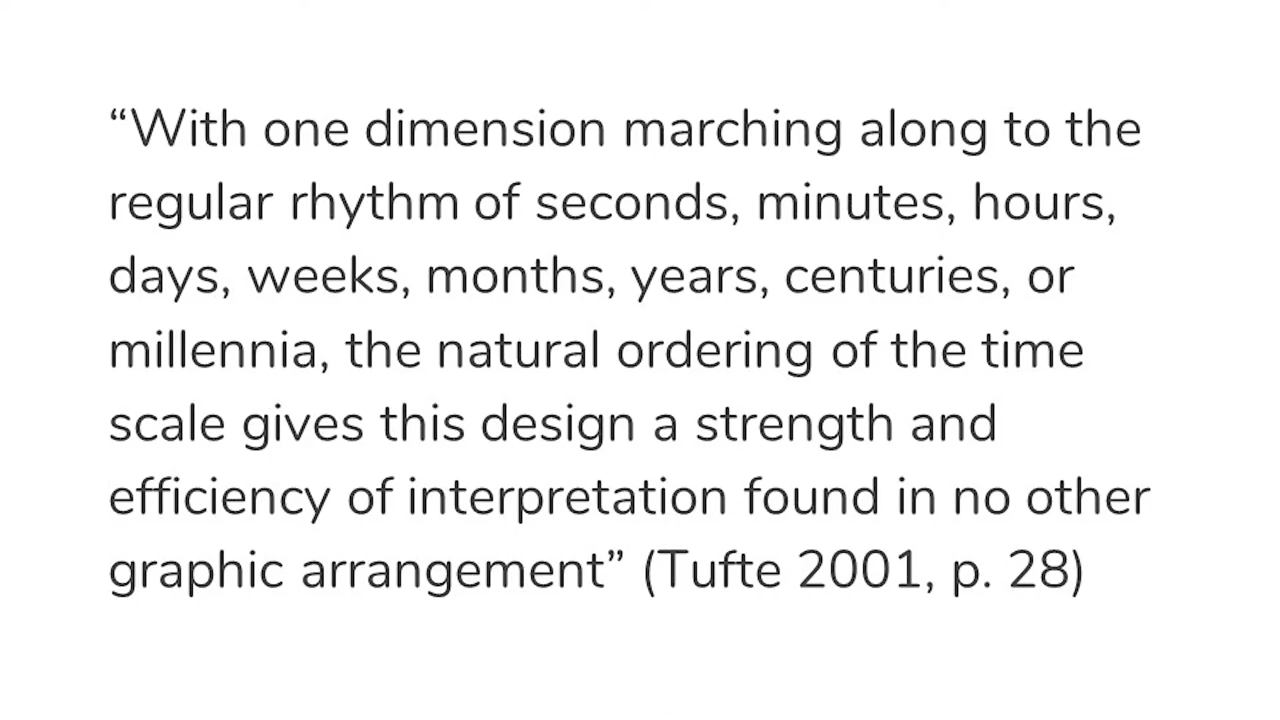 “With one dimension marching along to the
regular rhythm of seconds, minutes, hours,
days, weeks, months, years, centuries, or
millennia, the natural ordering of the time
scale gives this design a strength and
efficiency of interpretation found in no other
graphic arrangement” (Tufte 2001, p. 28)